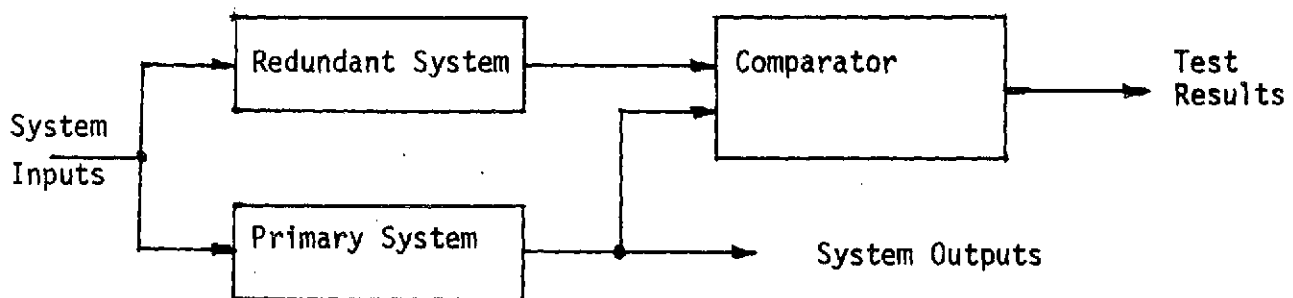 Redundant System
Comparator
Test
Results
System
Inputs
Primary System
System Outputs